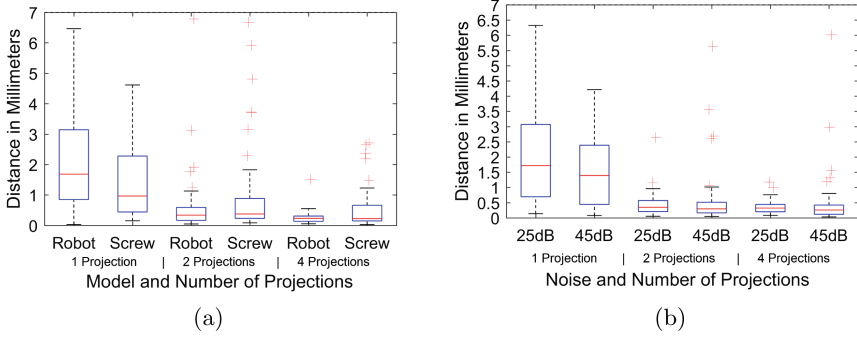 Distance in Millimeters
7
6
5
4
3
2
1
0
Robot Screw Robot Screw Robot Screw
1 Projection | 2 Projections | 4 Projections
Model and Number of Projections
(a)
Distance in Millimeters
7
6.5
6
5.5
5
4.5
4
3.5
3
2.5
2
1.5
1
0.5
0
25dB 45dB 25dB 45dB 25dB 45dB
1 Projection | 2 Projections | 4 Projections
Noise and Number of Projections
(b)